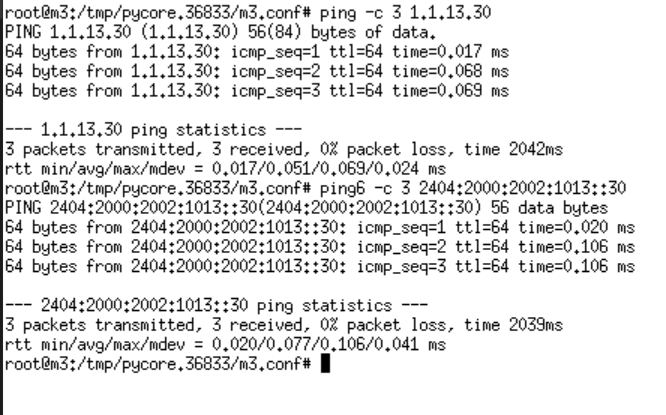 root@m3:/tmp/pycore.36833/m3.conf# ping -c 3 1.1.13.30
PING 1.1.13.30 (1.1.13.30) 56(84) bytes of data.
64 bytes from 1.1.13.30: icmp_seq=1 ttl=64 time=0.017 ms
64 bytes from 1.1.13.30: icmp_seq=2 ttl=64 time=0.068 ms
64 bytes from 1.1.13.30: icmp_seq=3 ttl=64 time=0.069 ms
--- 1.1.13.30 ping statistics ---
3 packets transmitted, 3 received, 0% packet loss, time 2042ms
rtt min/avg/max/mdev = 0.017/0.051/0.069/0.024 ms
root@m3:/tmp/pycore.36833/m3.conf# ping6 -c 3 2404:2000:2002:1013::30
PING 2404:2000:2002:1013::30(2404:2000:2002:1013::30) 56 data bytes
64 bytes from 2404:2000:2002:1013::30: icmp_seq=1 ttl=64 time=0.020 ms
64 bytes from 2404:2000:2002:1013::30: icmp_seq=2 ttl=64 time=0.106 ms
64 bytes from 2404:2000:2002:1013::30: icmp_seq=3 ttl=64 time=0.106 ms
--- 2404:2000:2002:1013::30 ping statistics ---
3 packets transmitted, 3 received, 0% packet loss, time 2039ms
rtt min/avg/max/mdev = 0.020/0.077/0.106/0.041 ms
root@m3:/tmp/pycore.36833/m3.conf#